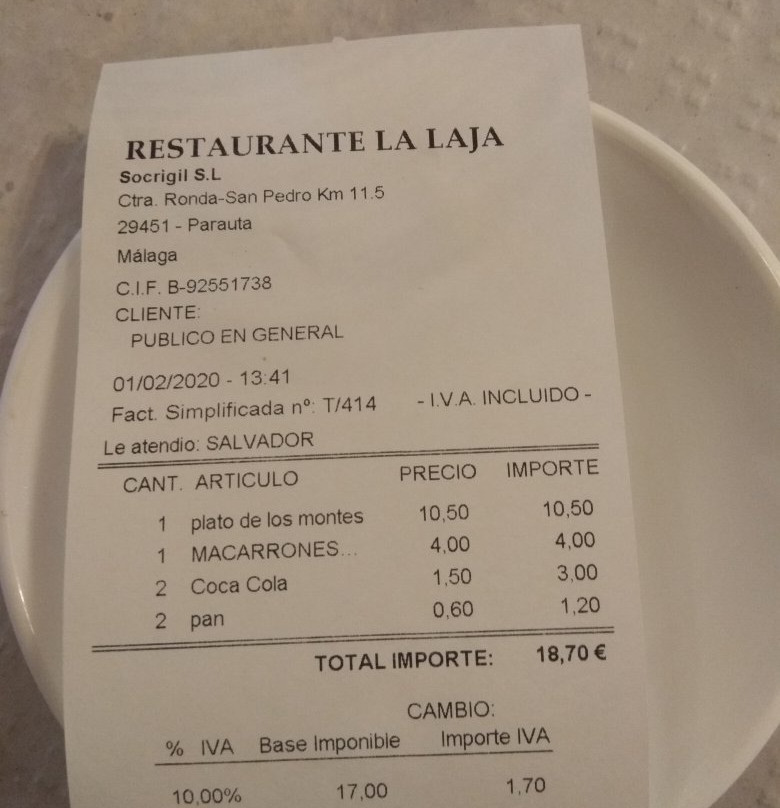 RESTAURANTE LA LAJA
Socrigil S.L
Ctra. Ronda-San Pedro Km 11.5
29451 - Parauta
Málaga
C.I.F. B-92551738
CLIENTE:
PUBLICO EN GENERAL
01/02/2020 - 13:41
Fact. Simplificada nº: T/414 - I.V.A. INCLUIDO -
Le atendio: SALVADOR
CANT. ARTICULO PRECIO IMPORTE
1 plato de los montes 10,50 10,50
1 MACARRONES... 4,00 4,00
2 Coca Cola 1,50 3,00
2 pan 0,60 1,20
TOTAL IMPORTE: 18,70 €
CAMBIO:
% IVA Base Imponible Importe IVA
10,00% 17,00 1,70